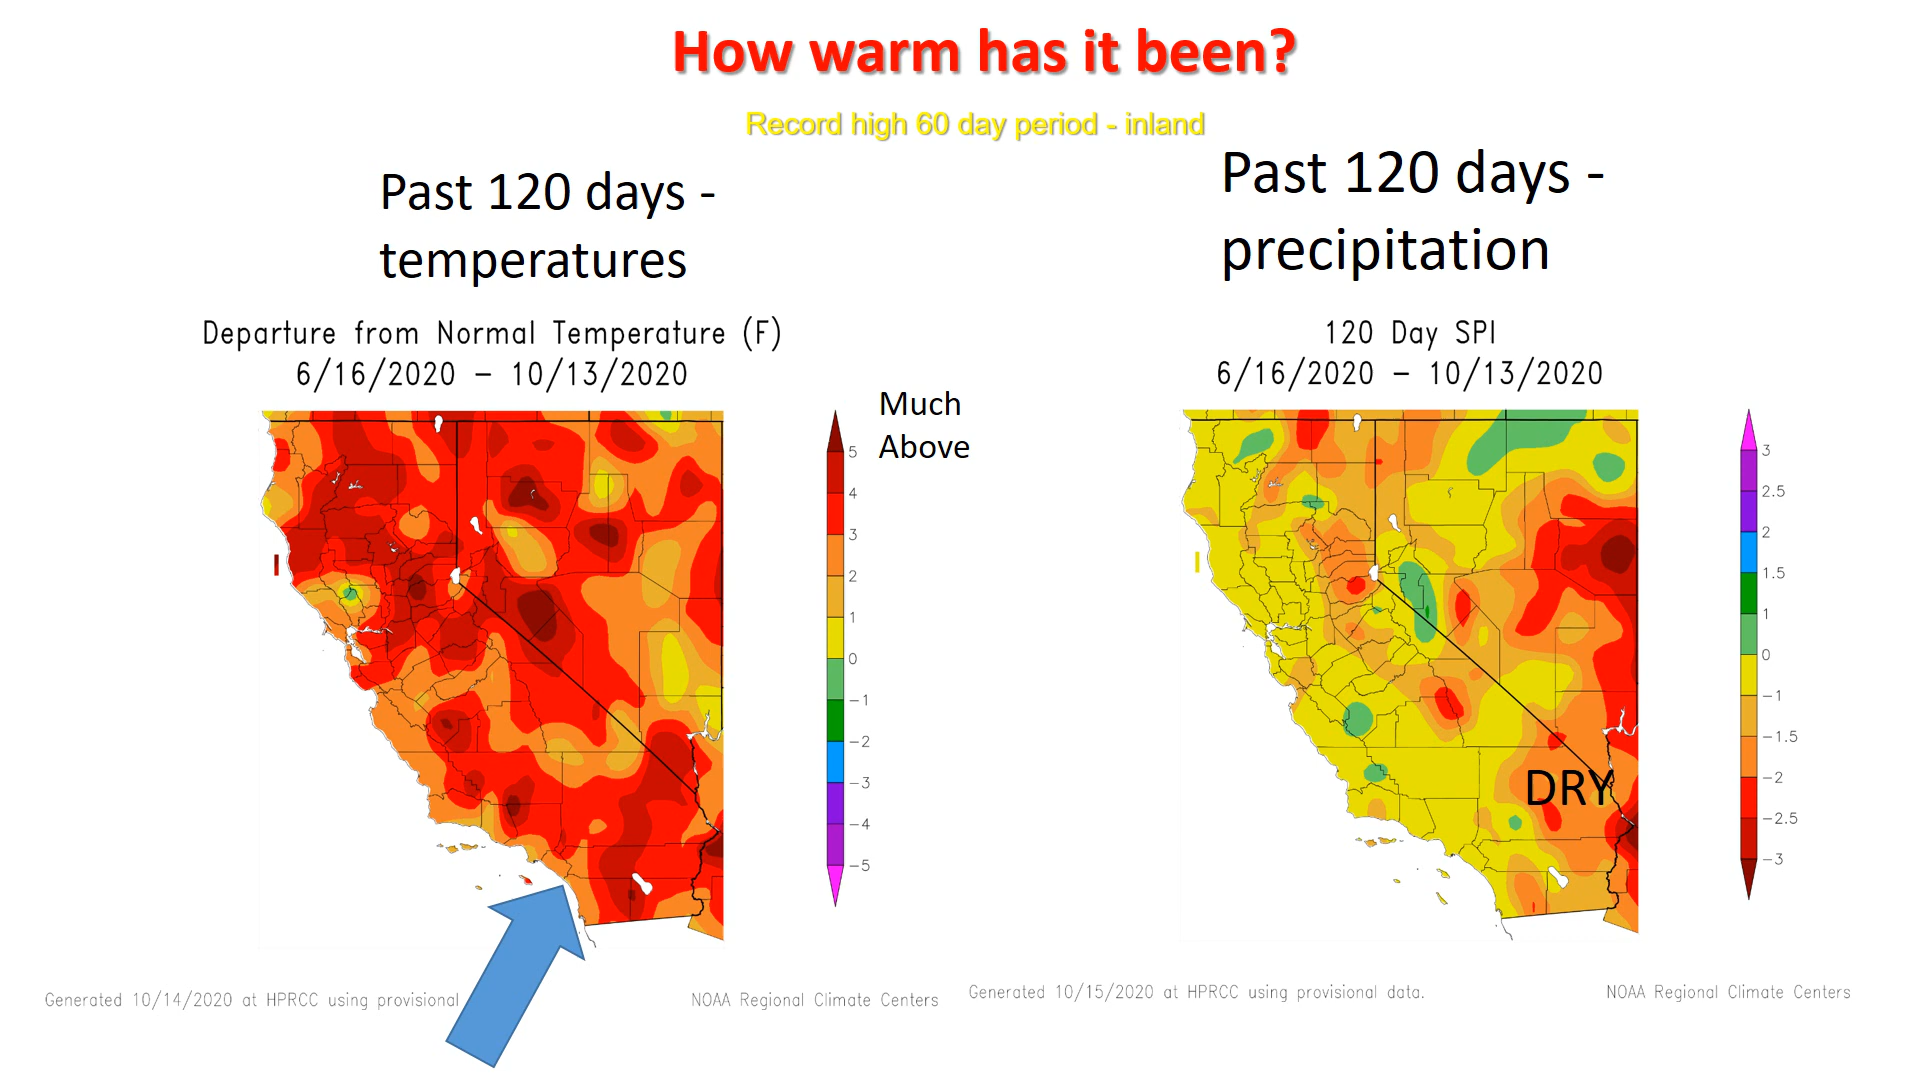 How warm has it been?
Record high 60 day period - inland
Past 120 days -
temperatures
Departure from Normal Temperature (F)
6/16/2020 – 10/13/2020
Much
Above
5
4
3
2
1
0
−1
−2
−3
−4
−5
Generated 10/14/2020 at HPRCC using provisional
NOAA Regional Climate Centers
Past 120 days -
precipitation
120 Day SPI
6/16/2020 – 10/13/2020
3
2.5
2
1.5
1
0
−1
−1.5
−2
−2.5
−3
DRY
Generated 10/15/2020 at HPRCC using provisional data.
NOAA Regional Climate Centers